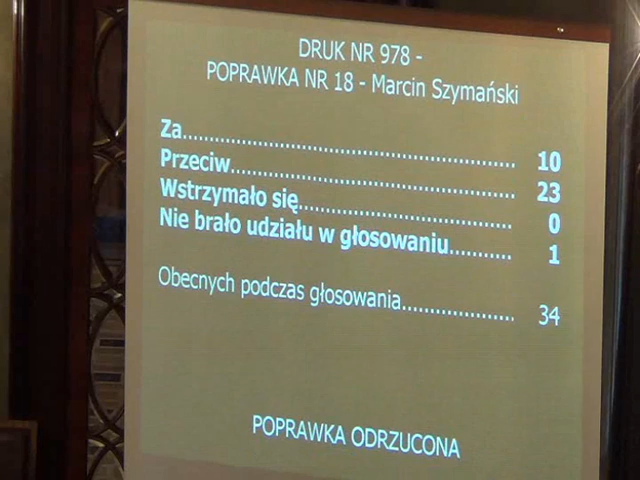 DRUK NR 978 -
POPRAWKA NR 18 - Marcin Szymański
Za.................................................... 10
Przeciw............................................ 23
Wstrzymało się................................ 0
Nie brało udziału w głosowaniu.......... 1
Obecnych podczas głosowania................. 34
POPRAWKA ODRZUCONA